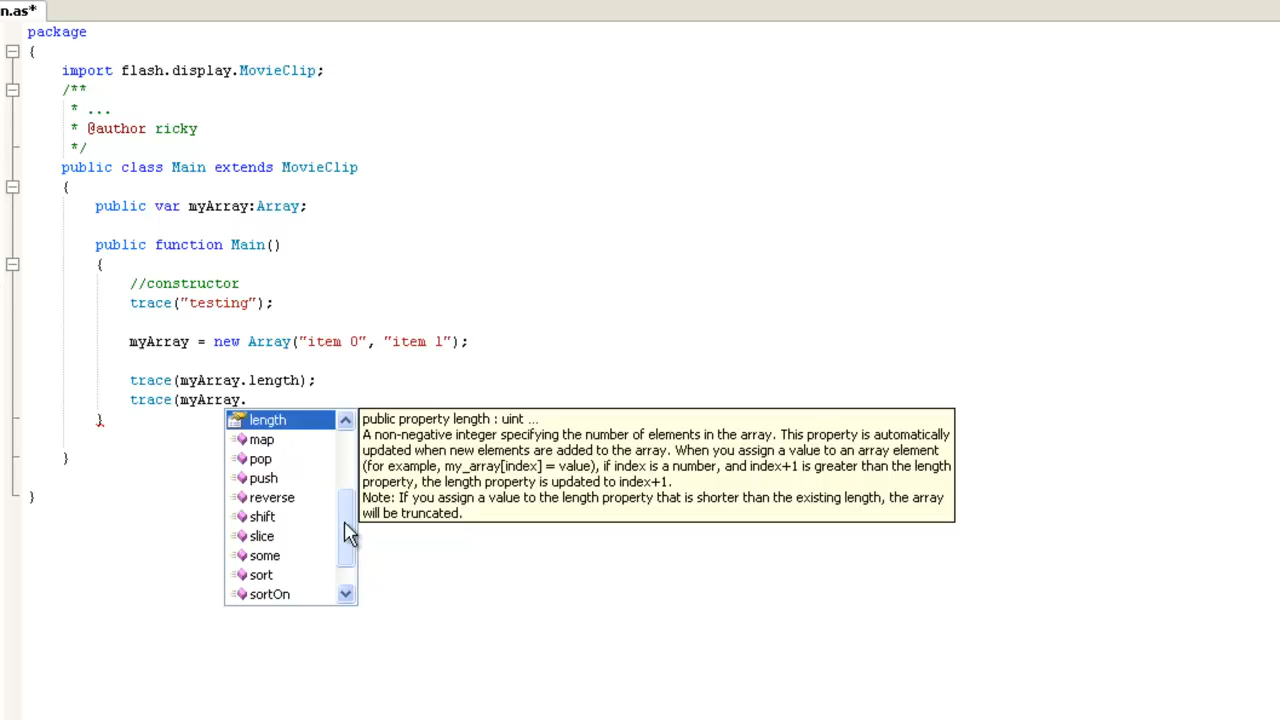 n.as*
package
{
import flash.display.MovieClip;
/**
* ...
* @author ricky
*/
public class Main extends MovieClip
{
public var myArray:Array;
public function Main()
{
//constructor
trace("testing");
myArray = new Array("item 0", "item 1");
trace(myArray.length);
trace(myArray.
}
}
}
length
map
pop
push
reverse
shift
slice
some
sort
sortOn
public property length : uint ...
A non-negative integer specifying the number of elements in the array. This property is automatically
updated when new elements are added to the array. When you assign a value to an array element
(for example, my_array[index] = value), if index is a number, and index+1 is greater than the length
property, the length property is updated to index+1.
Note: If you assign a value to the length property that is shorter than the existing length, the array
will be truncated.